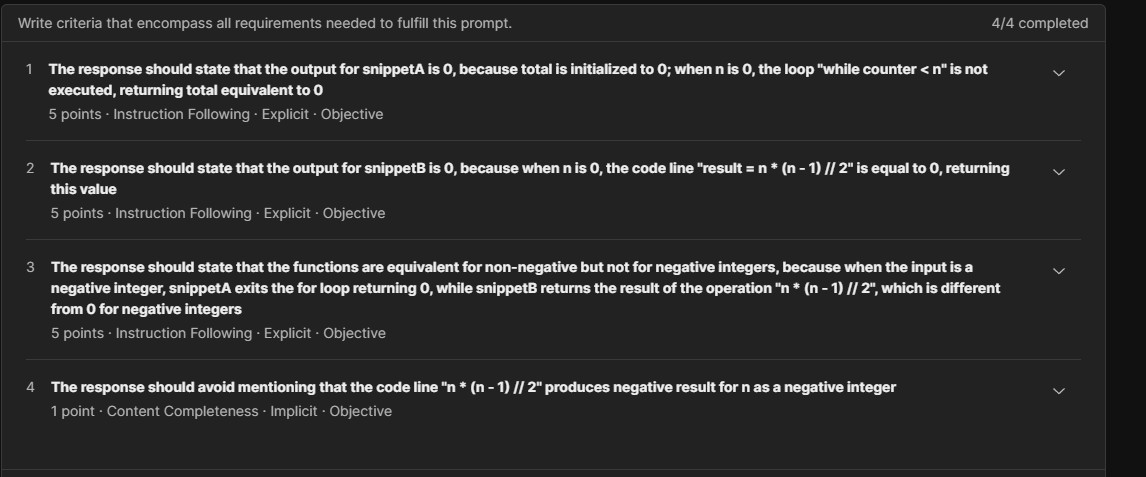 Write criteria that encompass all requirements needed to fulfill this prompt. 4/4 completed
1 The response should state that the output for snippetA is 0, because total is initialized to 0; when n is 0, the loop "while counter < n" is not
executed, returning total equivalent to 0
5 points · Instruction Following · Explicit · Objective
2 The response should state that the output for snippetB is 0, because when n is 0, the code line "result = n * (n - 1) // 2" is equal to 0, returning
this value
5 points · Instruction Following · Explicit · Objective
3 The response should state that the functions are equivalent for non-negative but not for negative integers, because when the input is a
negative integer, snippetA exits the for loop returning 0, while snippetB returns the result of the operation "n * (n - 1) // 2", which is different
from 0 for negative integers
5 points · Instruction Following · Explicit · Objective
4 The response should avoid mentioning that the code line "n * (n - 1) // 2" produces negative result for n as a negative integer
1 point · Content Completeness · Implicit · Objective